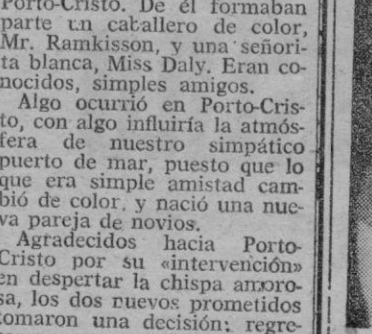 Porto-Cristo. De él formaban
parte un caballero de color,
Mr. Ramkisson, y una señori-
ta blanca, Miss Daly. Eran co-
nocidos, simples amigos.
Algo ocurrió en Porto-Cris-
to, con algo influiría la atmós-
fera de nuestro simpático
puerto de mar, puesto que lo
que era simple amistad cam-
bió de color, y nació una nue-
va pareja de novios.
Agradecidos hacia Porto-
Cristo por su «intervención»
en despertar la chispa amoro-
sa, los dos nuevos prometidos
tomaron una decisión: regre-